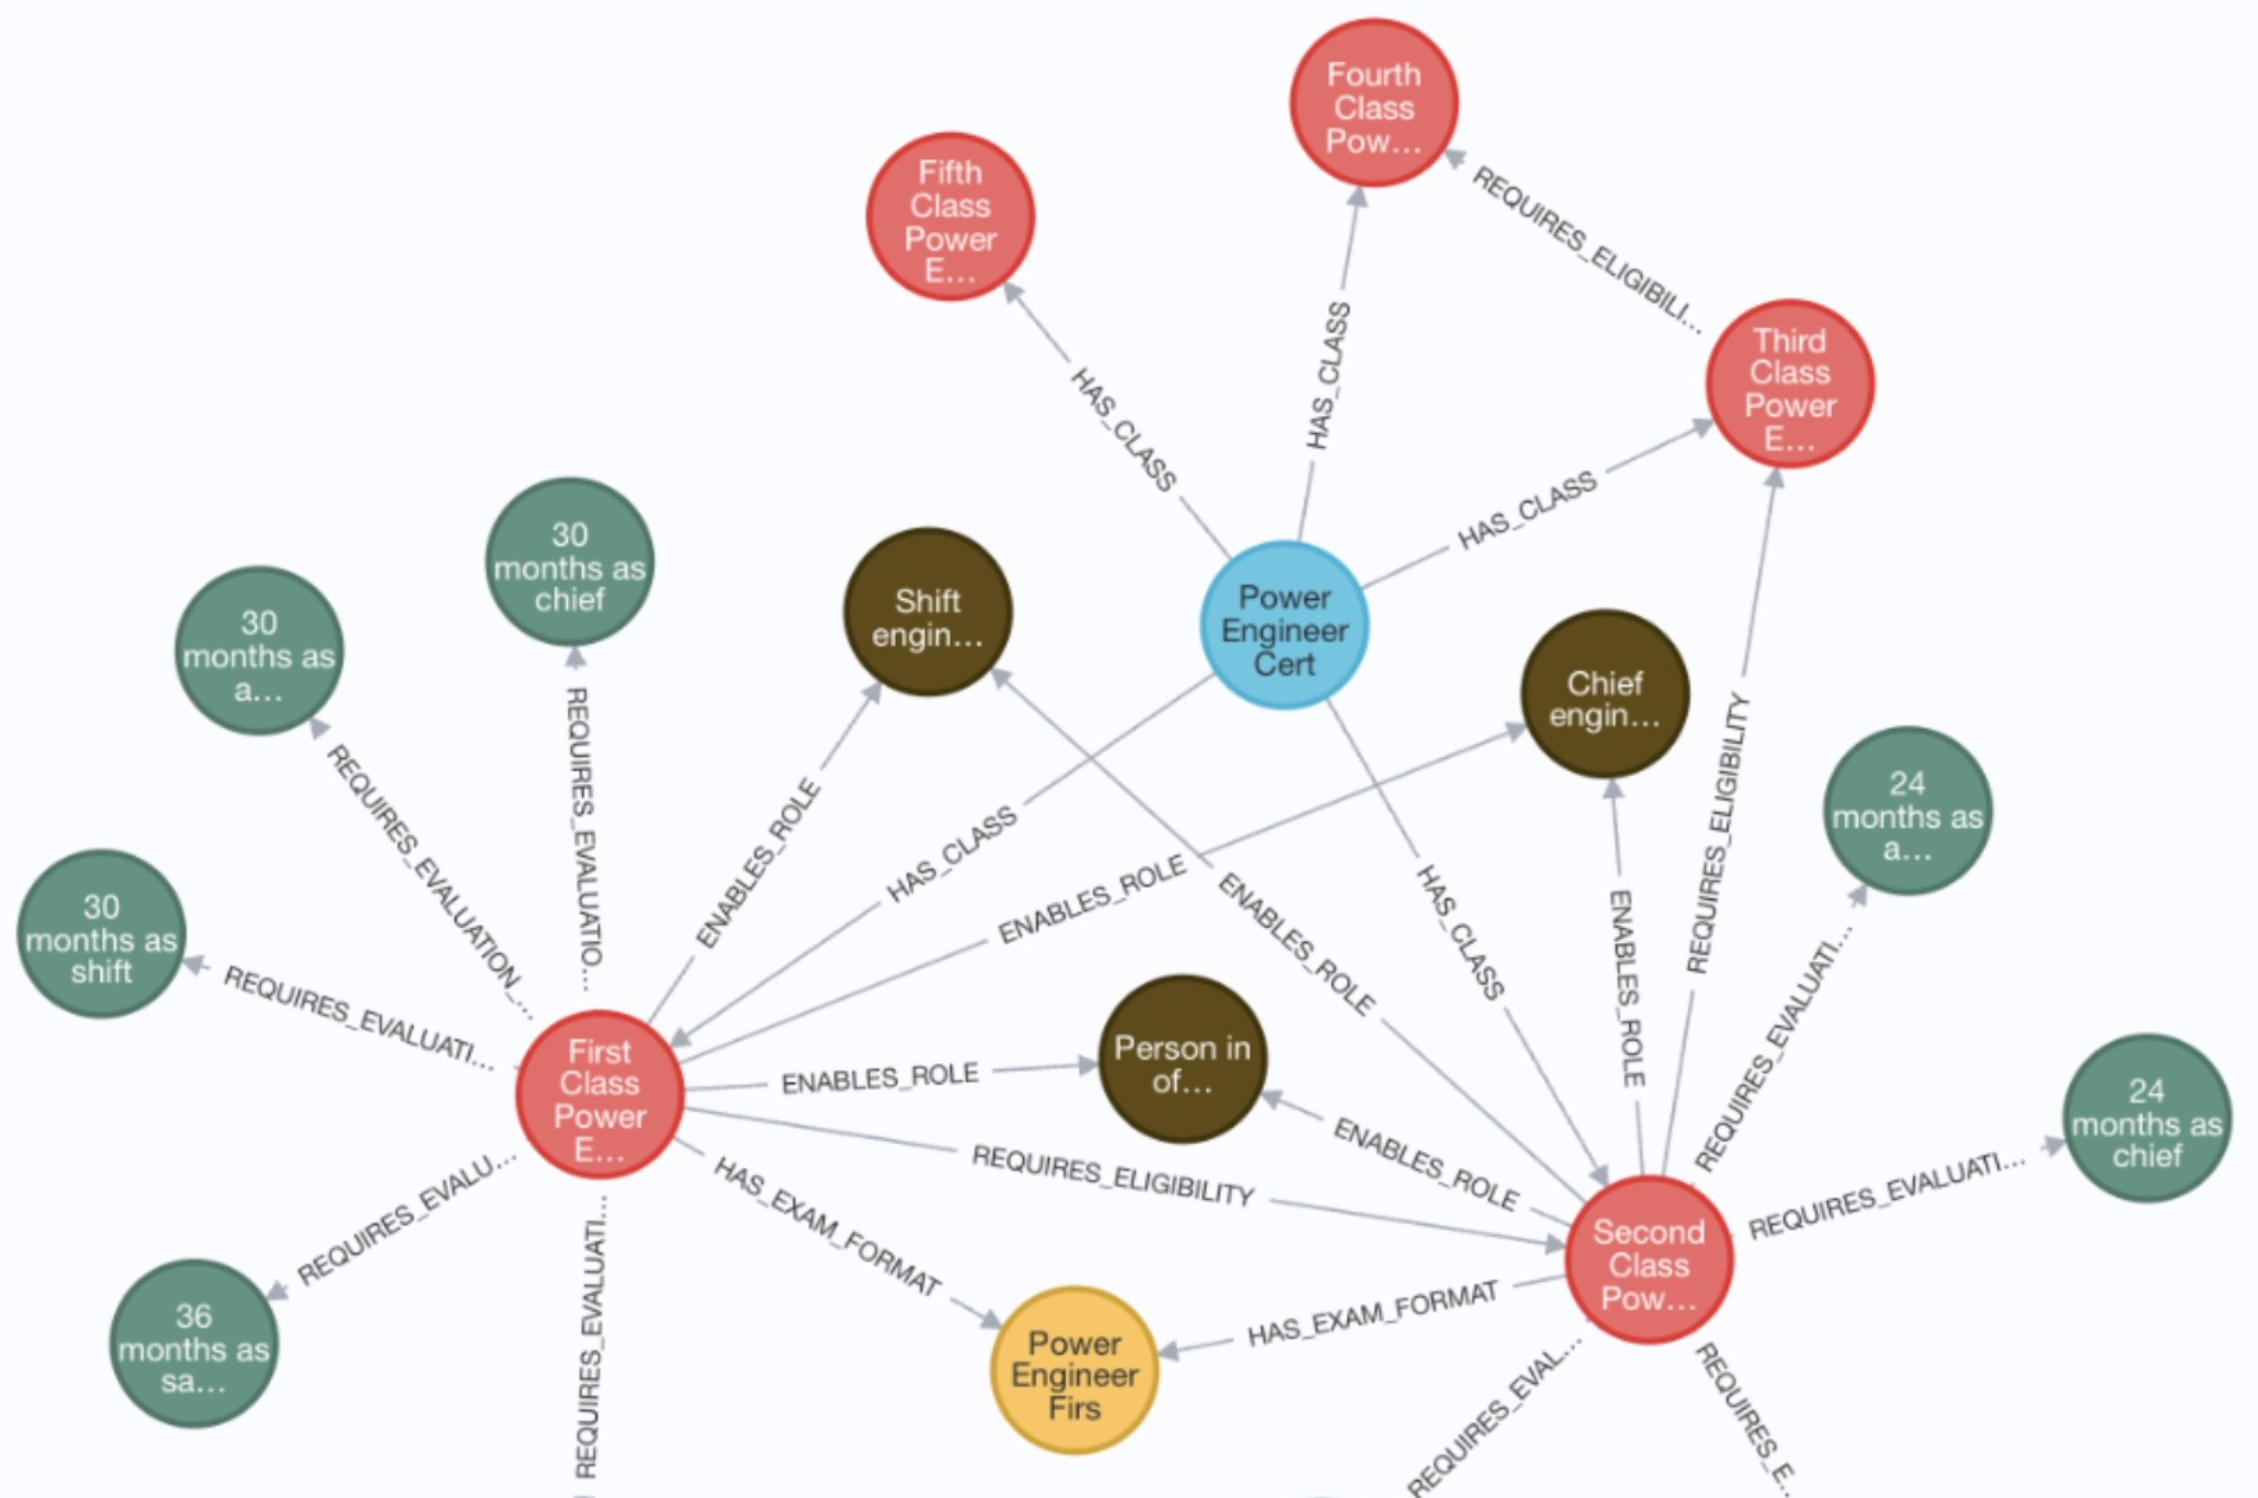 Fourth
Class
Pow...
Fifth
Class
Power
E...
REQUIRES_ELIGIBILI...
HAS_CLASS
HAS_CLASS
Third
Class
Power
E...
HAS_CLASS
30
months as
chief
30
months as
a...
Shift
engin...
Power
Engineer
Cert
Chief
engin...
REQUIRES_ELIGIBILITY
24
months as
a...
REQUIRES_EVALUATION_...
REQUIRES_EVALUATIO...
ENABLES_ROLE
HAS_CLASS
ENABLES_ROLE
ENABLES_ROLE
HAS_CLASS
ENABLES_ROLE
REQUIRES_EVALUATI...
30
months as
shift
REQUIRES_EVALUATI...
First
Class
Power
E...
ENABLES_ROLE
Person in
of...
ENABLES_ROLE
24
months as
chief
REQUIRES_EVALUATI...
REQUIRES_ELIGIBILITY
HAS_EXAM_FORMAT
REQUIRES_EVALU...
Second
Class
Pow...
HAS_EXAM_FORMAT
36
months as
sa...
REQUIRES_EVALUATI...
Power
Engineer
Firs
REQUIRES_EVAL...
REQUIRES_E...